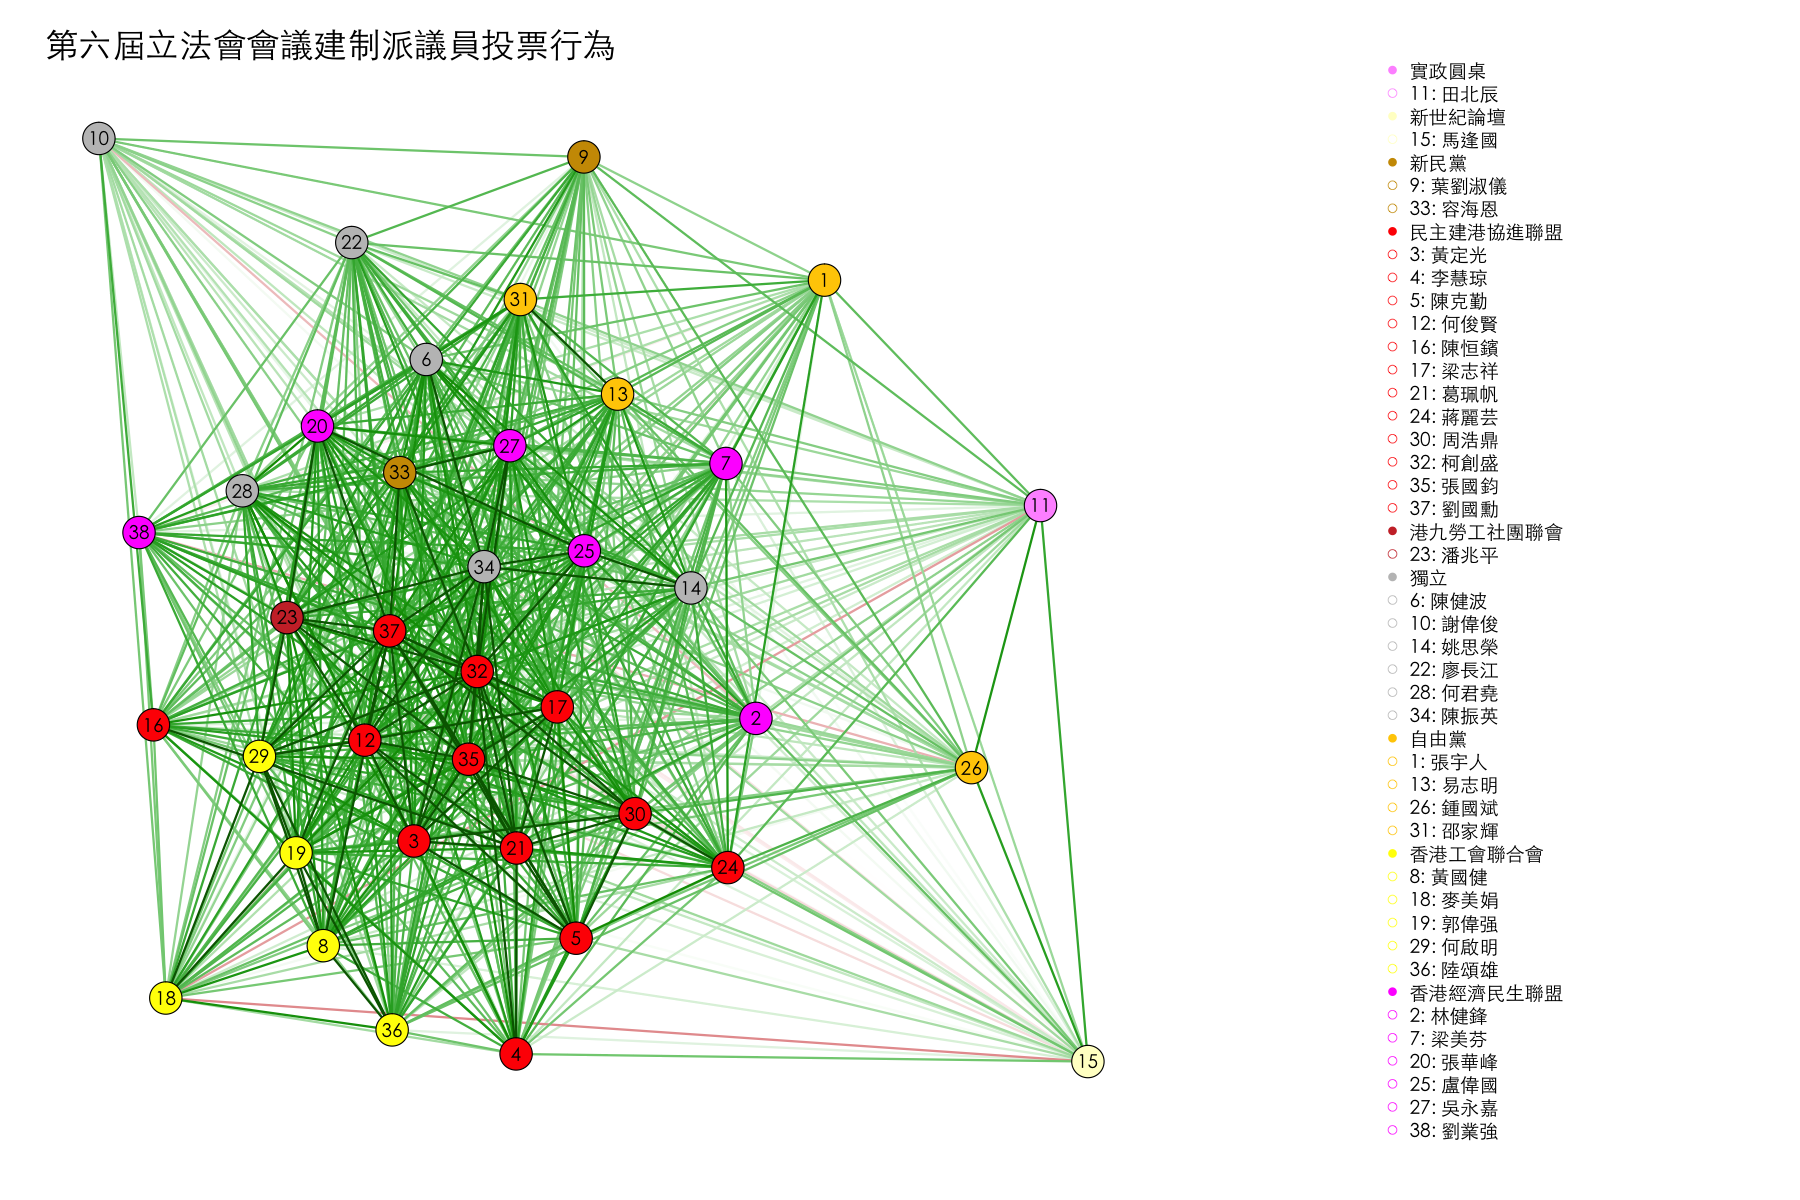 第六屆立法會會議建制派議員投票行為
10
9
22
1
31
6
13
20
27
7
33
28
11
38
25
34
14
23
37
32
17
2
16
12
29
35
26
30
3
21
19
24
5
8
18
36
4
15
實政圓桌
11: 田北辰
新世紀論壇
15: 馬逢國
新民黨
9: 葉劉淑儀
33: 容海恩
民主建港協進聯盟
3: 黃定光
4: 李慧琼
5: 陳克勤
12: 何俊賢
16: 陳恒鑌
17: 梁志祥
21: 葛珮帆
24: 蔣麗芸
30: 周浩鼎
32: 柯創盛
35: 張國鈞
37: 劉國勳
港九勞工社團聯會
23: 潘兆平
獨立
6: 陳健波
10: 謝偉俊
14: 姚思榮
22: 廖長江
28: 何君堯
34: 陳振英
自由黨
1: 張宇人
13: 易志明
26: 鍾國斌
31: 邵家輝
香港工會聯合會
8: 黃國健
18: 麥美娟
19: 郭偉强
29: 何啟明
36: 陸頌雄
香港經濟民生聯盟
2: 林健鋒
7: 梁美芬
20: 張華峰
25: 盧偉國
27: 吳永嘉
38: 劉業強